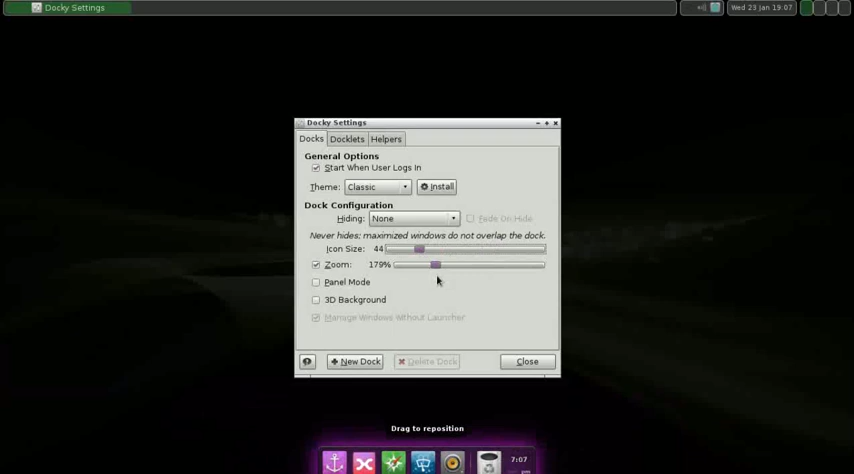 Docky Settings
Wed 23 Jan 19:07
Docky Settings
Docks Docklets Helpers
General Options
Start When User Logs In
Theme: Classic Install
Dock Configuration
Hiding: None Fade On Hide
Never hides; maximized windows do not overlap the dock.
Icon Size: 44
Zoom: 179%
Panel Mode
3D Background
Manage Windows Without Launcher
New Dock Delete Dock Close
Drag to reposition
7:07